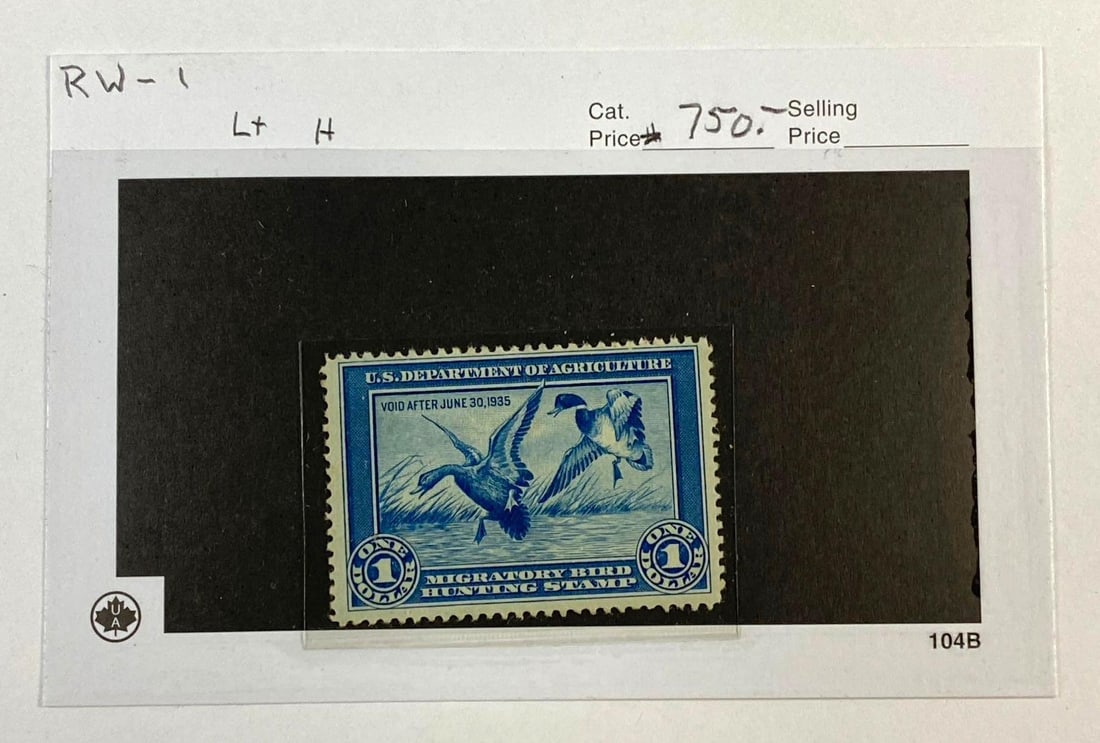 RW-1
Lt H
Cat. Price $ 750.- Selling Price
U.S. DEPARTMENT OF AGRICULTURE
VOID AFTER JUNE 30, 1935
ONE 1 DOLLAR
MIGRATORY BIRD
HUNTING STAMP
ONE 1 DOLLAR
UA
104B